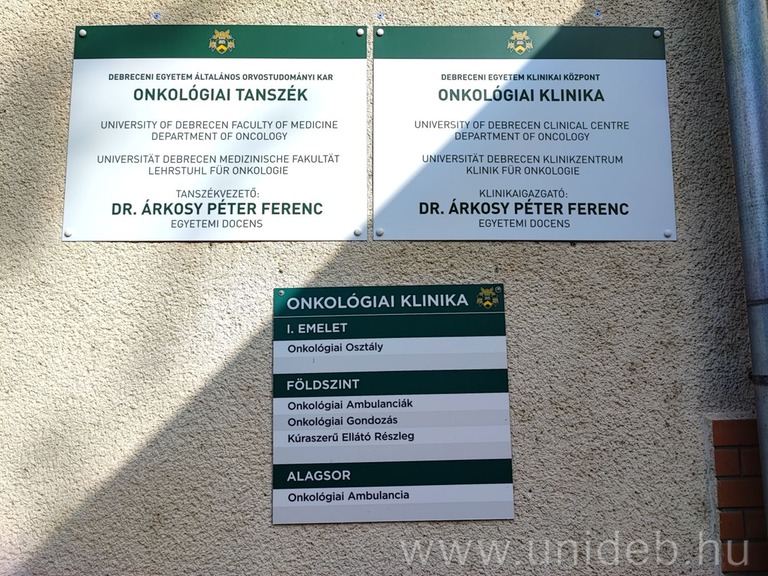 DEBRECENI EGYETEM ÁLTALÁNOS ORVOSTUDOMÁNYI KAR
ONKOLÓGIAI TANSZÉK
UNIVERSITY OF DEBRECEN FACULTY OF MEDICINE
DEPARTMENT OF ONCOLOGY
UNIVERSITÄT DEBRECEN MEDIZINISCHE FAKULTÄT
LEHRSTUHL FÜR ONKOLOGIE
TANSZÉKVEZETŐ:
DR. ÁRKOSY PÉTER FERENC
EGYETEMI DOCENS
DEBRECENI EGYETEM KLINIKAI KÖZPONT
ONKOLÓGIAI KLINIKA
UNIVERSITY OF DEBRECEN CLINICAL CENTRE
DEPARTMENT OF ONCOLOGY
UNIVERSITÄT DEBRECEN KLINIKZENTRUM
KLINIK FÜR ONKOLOGIE
KLINIKAIGAZGATÓ:
DR. ÁRKOSY PÉTER FERENC
EGYETEMI DOCENS
ONKOLÓGIAI KLINIKA
I. EMELET
Onkológiai Osztály
FÖLDSZINT
Onkológiai Ambulanciák
Onkológiai Gondozás
Kúraszerű Ellátó Részleg
ALAGSOR
Onkológiai Ambulancia
www.unideb.hu